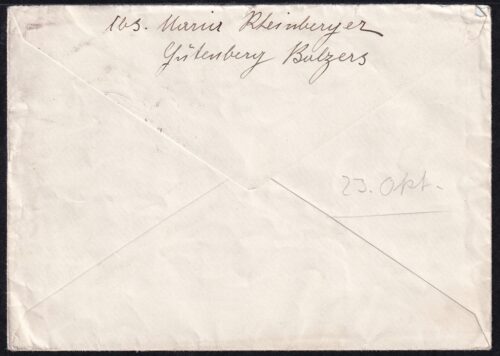 Abs. Maria Rheinberger
Gutenberg Balzers
23. Okt.